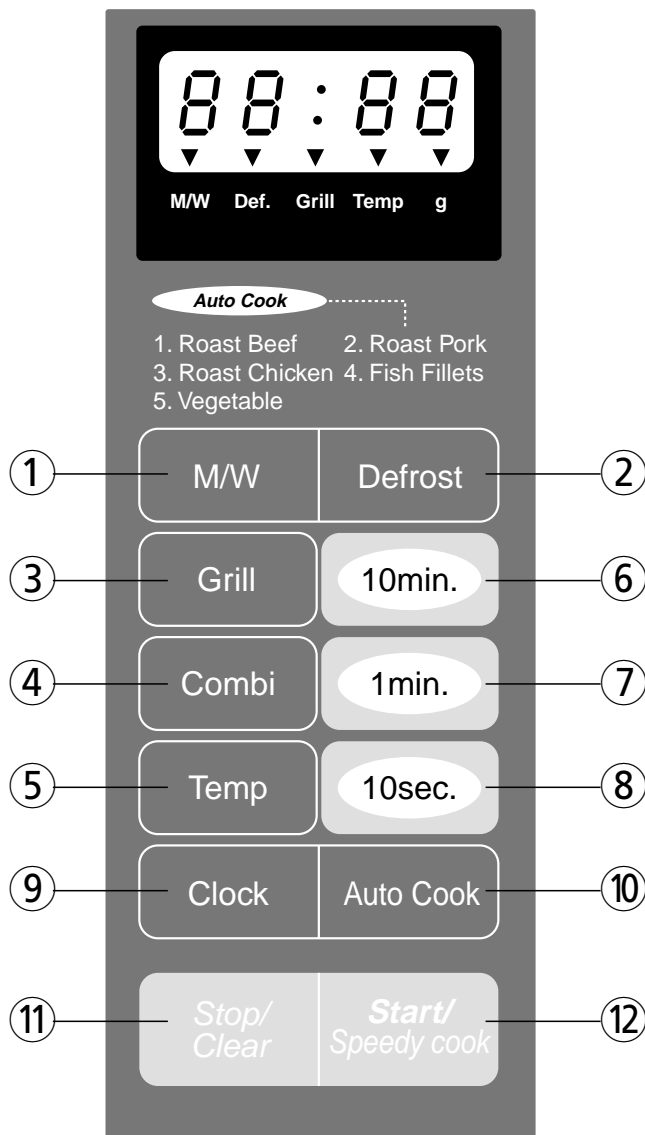 88:88
M/W Def. Grill Temp g
Auto Cook
1. Roast Beef 2. Roast Pork
3. Roast Chicken 4. Fish Fillets
5. Vegetable
① M/W Defrost ②
③ Grill 10min. ⑥
④ Combi 1min. ⑦
⑤ Temp 10sec. ⑧
⑨ Clock Auto Cook ⑩
⑪ Stop/ Start/ ⑫
Clear Speedy cook